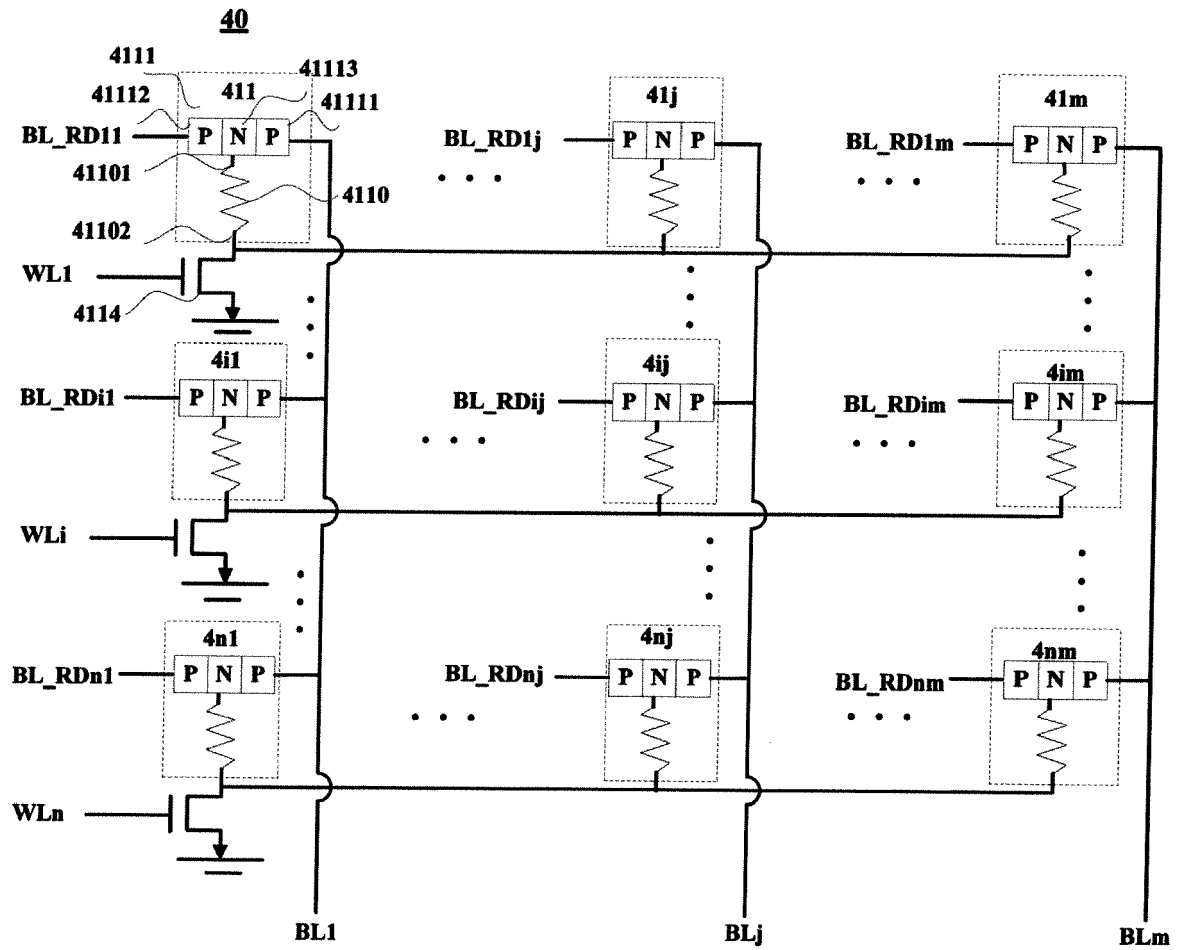 40
4111
41113
41112
411
41111
BL_RD11
P N P
41101
4110
41102
WL1
4114
41j
BL_RD1j
P N P
41m
BL_RD1m
P N P
4i1
BL_RDi1
P N P
4ij
BL_RDij
P N P
4im
BL_RDim
P N P
WLi
4n1
BL_RDn1
P N P
4nj
BL_RDnj
P N P
4nm
BL_RDnm
P N P
WLn
BL1
BLj
BLm